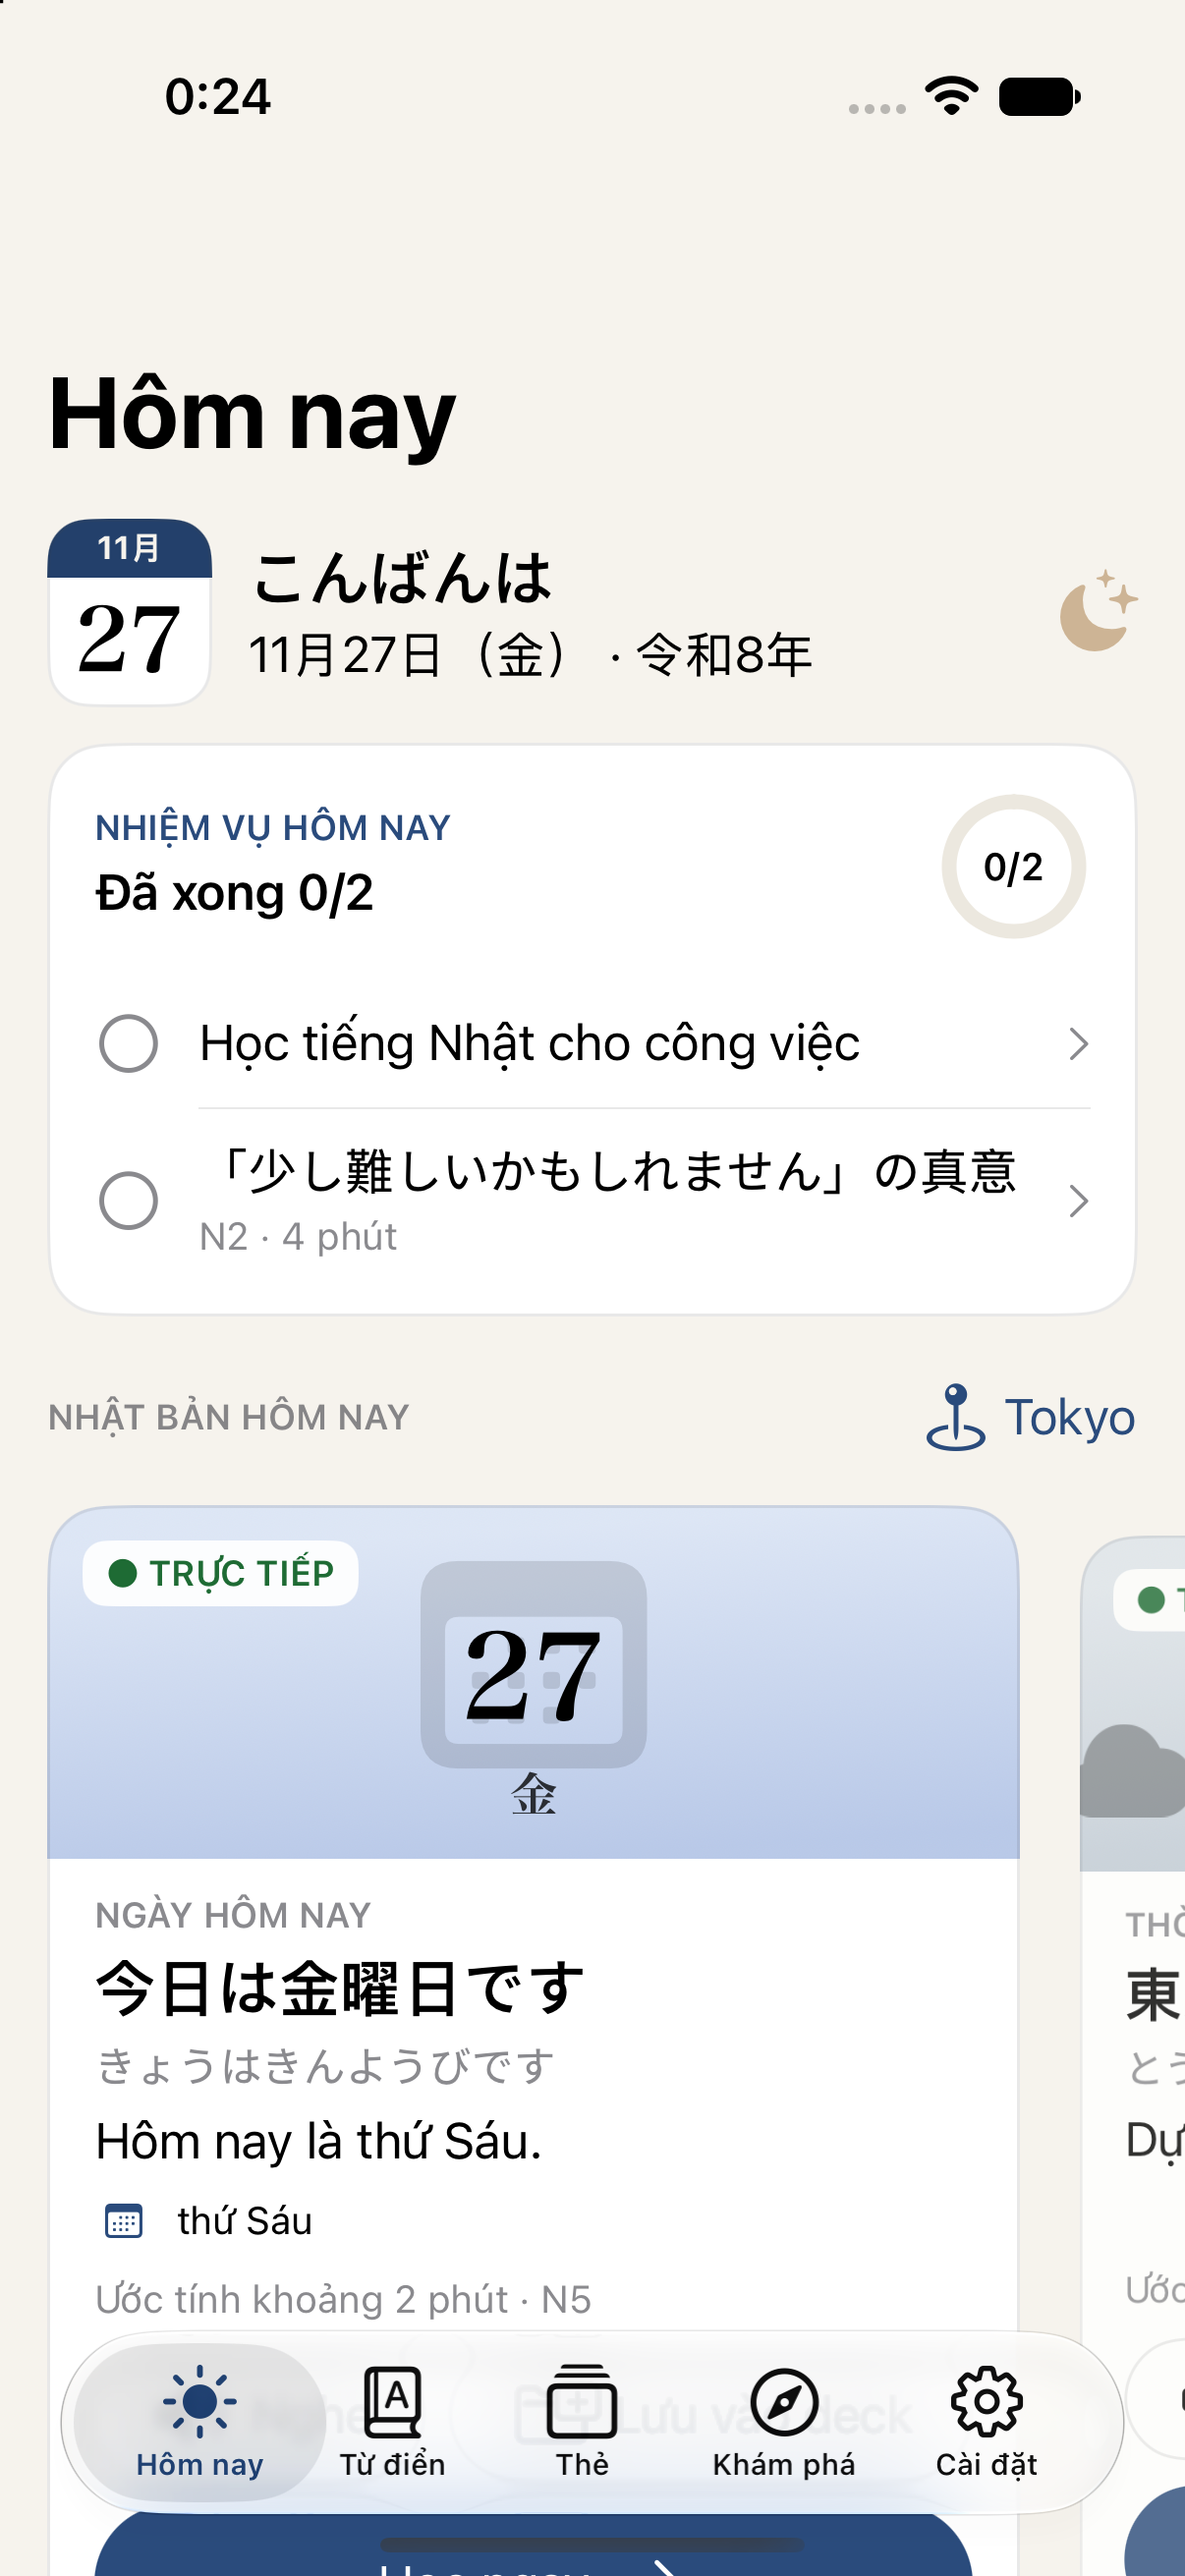 0:24
Hôm nay
11月
27
こんばんは
11月27日（金） · 令和8年
NHIỆM VỤ HÔM NAY
Đã xong 0/2
0/2
Học tiếng Nhật cho công việc
「少し難しいかもしれません」の真意
N2 · 4 phút
NHẬT BẢN HÔM NAY
Tokyo
TRỰC TIẾP
27
金
NGÀY HÔM NAY
今日は金曜日です
きょうはきんようびです
Hôm nay là thứ Sáu.
thứ Sáu
Ước tính khoảng 2 phút · N5
東
Lưu deck
Hôm nay
Từ điển
Thẻ
Khám phá
Cài đặt